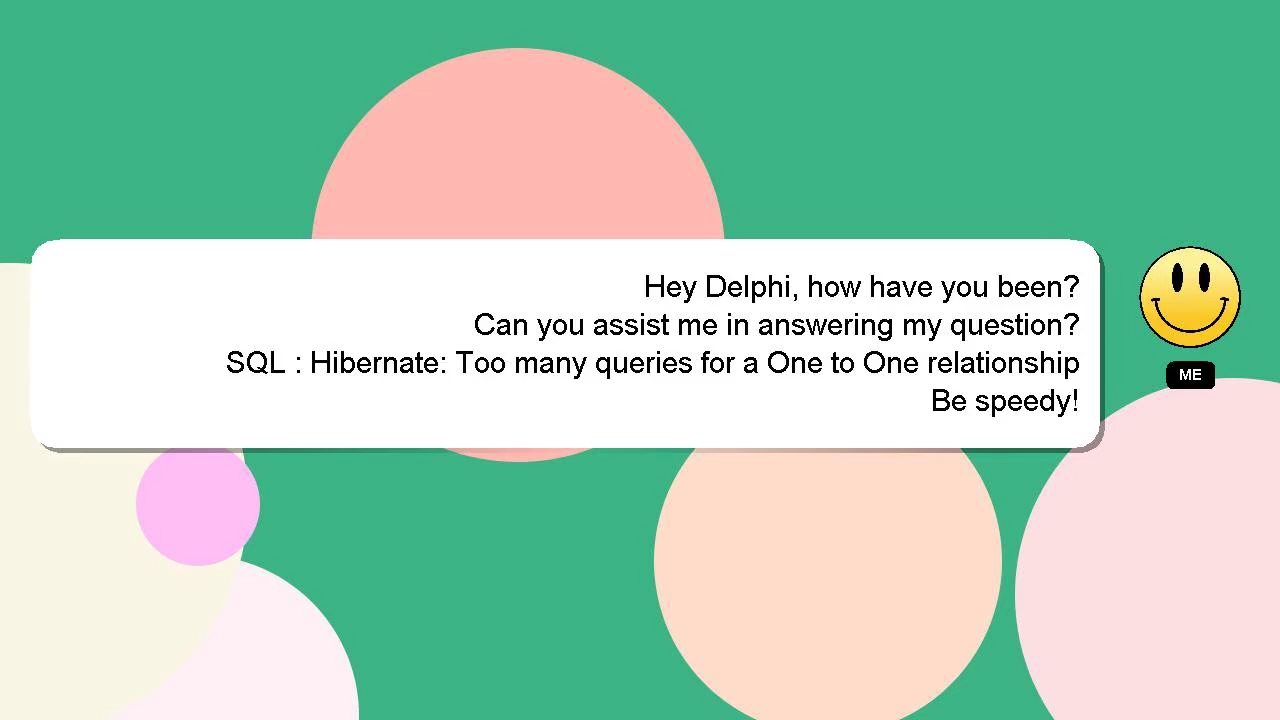 Hey Delphi, how have you been?
Can you assist me in answering my question?
SQL : Hibernate: Too many queries for a One to One relationship
Be speedy!
ME